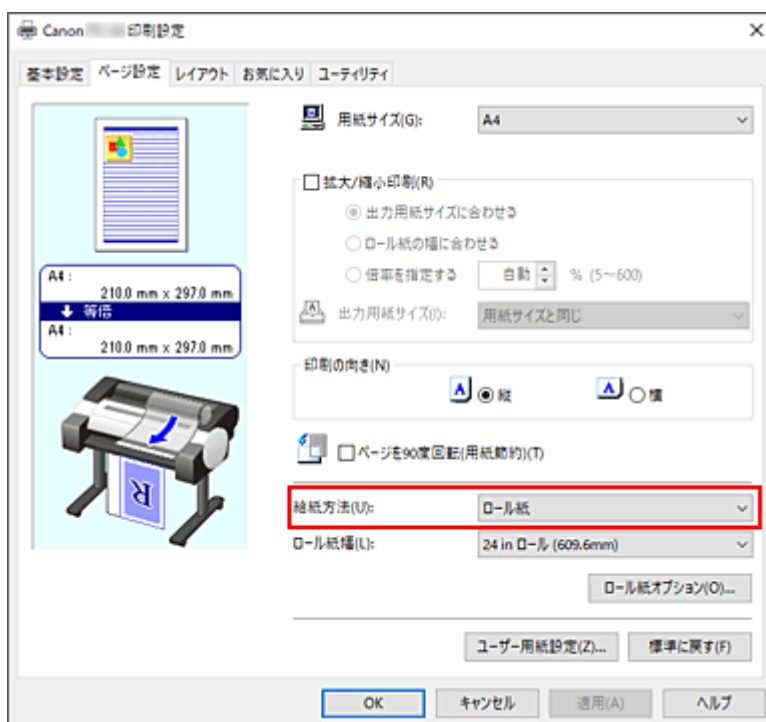 Canon 印刷設定
基本設定 ページ設定 レイアウト お気に入り ユーティリティ
用紙サイズ(G): A4
拡大/縮小印刷(R)
出力用紙サイズに合わせる
ロール紙の幅に合わせる
倍率を指定する 自動 % (5～600)
出力用紙サイズ(I): 用紙サイズと同じ
A4 :
210.0 mm x 297.0 mm
等倍
A4 :
210.0 mm x 297.0 mm
印刷の向き(N)
A 縦 A 横
ページを90度回転(用紙節約)(T)
R
給紙方法(U): ロール紙
ロール紙幅(L): 24 in ロール (609.6mm)
ロール紙オプション(O)...
ユーザー用紙設定(Z)... 標準に戻す(F)
OK キャンセル 適用(A) ヘルプ